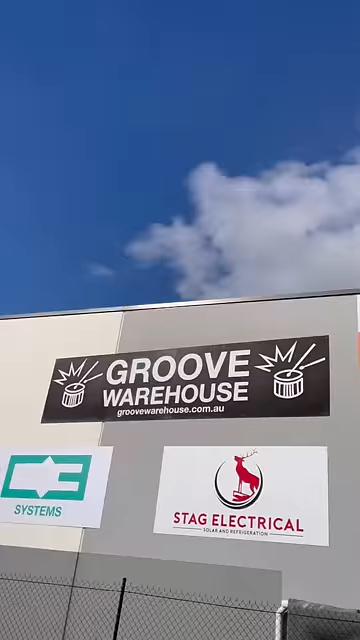 GROOVE
WAREHOUSE
groovewarehouse.com.au
SYSTEMS
STAG ELECTRICAL
SOLAR AND REFRIGERATION